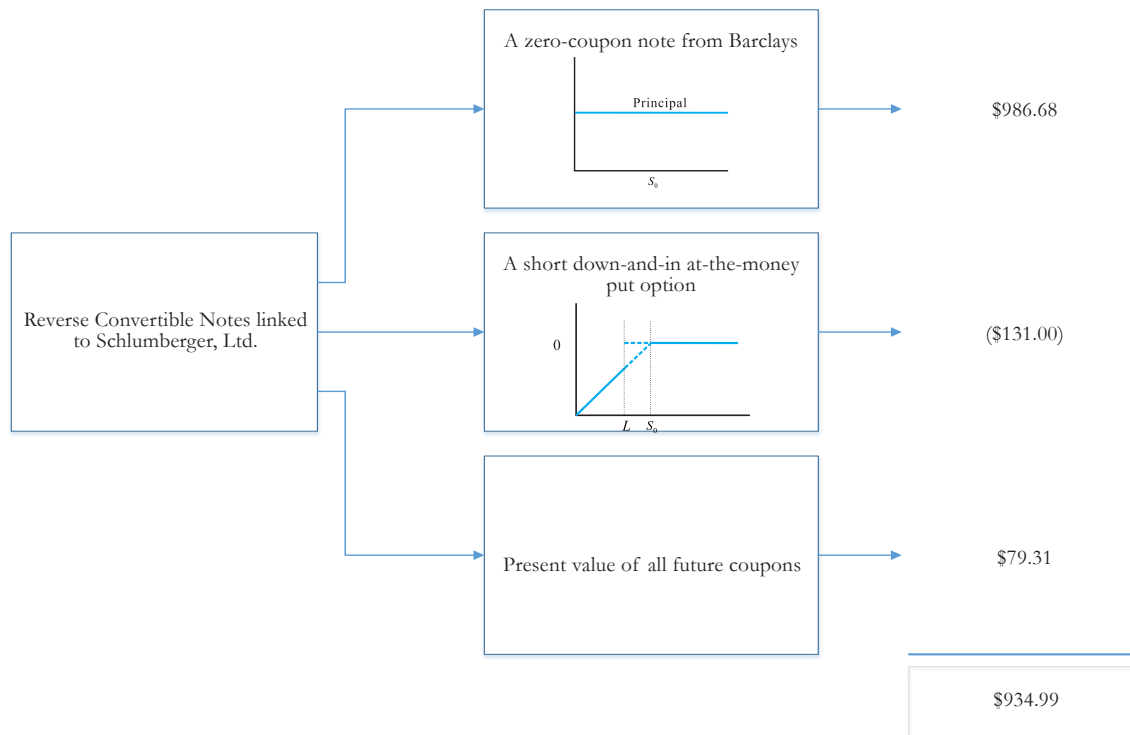 A zero-coupon note from Barclays
Principal
S₀
$986.68
Reverse Convertible Notes linked
to Schlumberger, Ltd.
A short down-and-in at-the-money
put option
0
L S₀
($131.00)
Present value of all future coupons
$79.31
$934.99